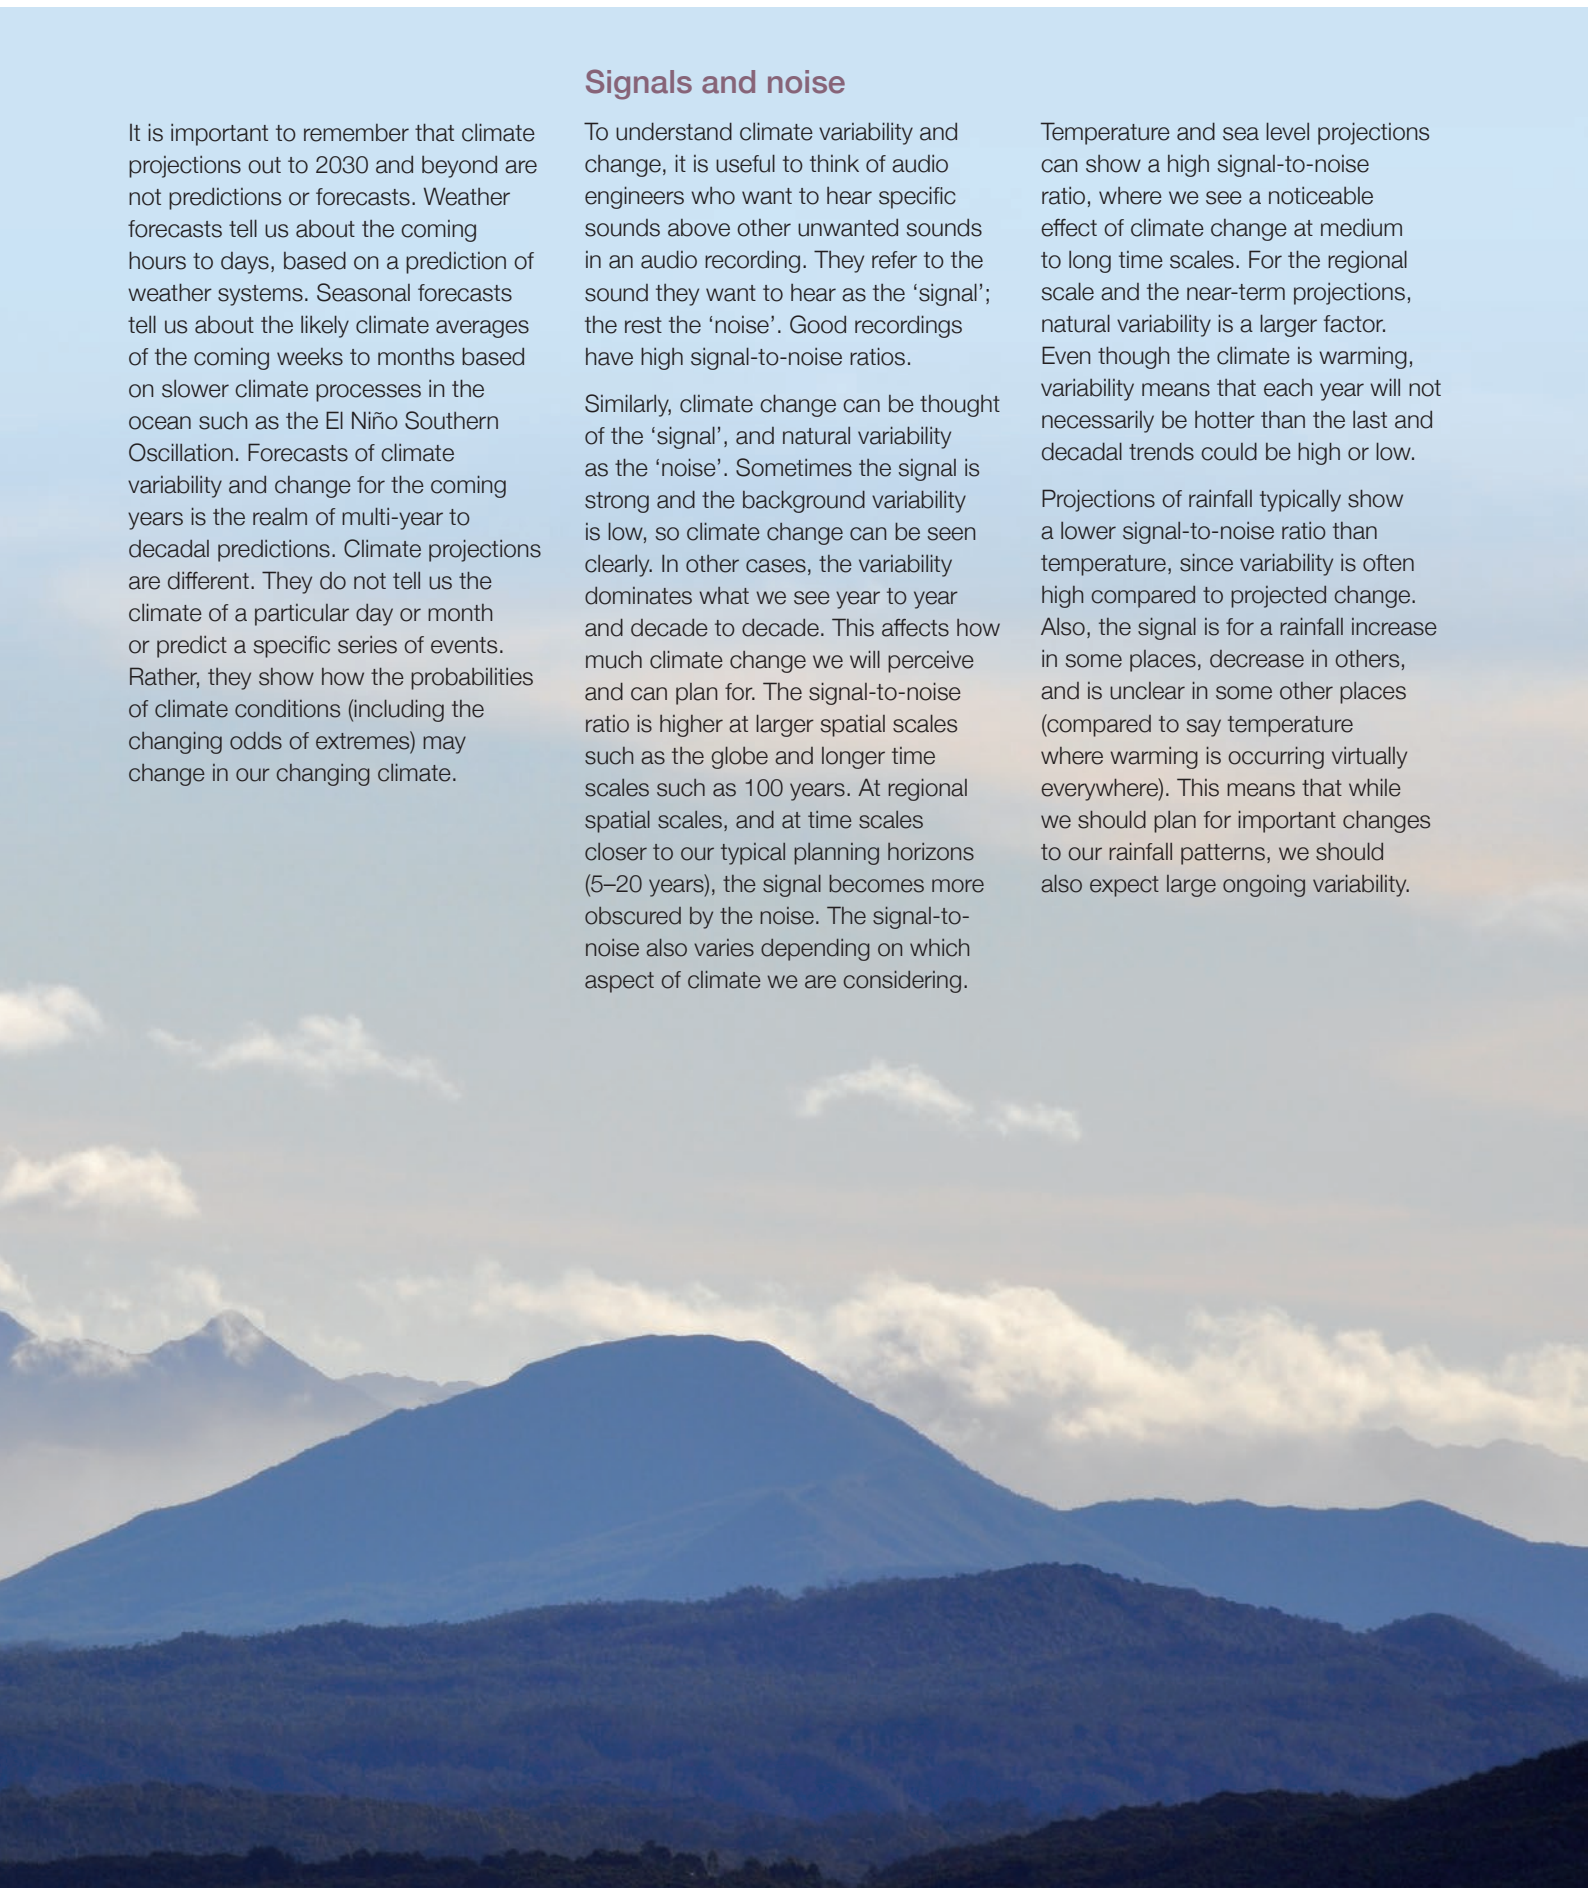 It is important to remember that climate
projections out to 2030 and beyond are
not predictions or forecasts. Weather
forecasts tell us about the coming
hours to days, based on a prediction of
weather systems. Seasonal forecasts
tell us about the likely climate averages
of the coming weeks to months based
on slower climate processes in the
ocean such as the El Niño Southern
Oscillation. Forecasts of climate
variability and change for the coming
years is the realm of multi-year to
decadal predictions. Climate projections
are different. They do not tell us the
climate of a particular day or month
or predict a specific series of events.
Rather, they show how the probabilities
of climate conditions (including the
changing odds of extremes) may
change in our changing climate.
Signals and noise
To understand climate variability and
change, it is useful to think of audio
engineers who want to hear specific
sounds above other unwanted sounds
in an audio recording. They refer to the
sound they want to hear as the ‘signal’;
the rest the ‘noise’. Good recordings
have high signal-to-noise ratios.
Similarly, climate change can be thought
of the ‘signal’, and natural variability
as the ‘noise’. Sometimes the signal is
strong and the background variability
is low, so climate change can be seen
clearly. In other cases, the variability
dominates what we see year to year
and decade to decade. This affects how
much climate change we will perceive
and can plan for. The signal-to-noise
ratio is higher at larger spatial scales
such as the globe and longer time
scales such as 100 years. At regional
spatial scales, and at time scales
closer to our typical planning horizons
(5–20 years), the signal becomes more
obscured by the noise. The signal-to-
noise also varies depending on which
aspect of climate we are considering.
Temperature and sea level projections
can show a high signal-to-noise
ratio, where we see a noticeable
effect of climate change at medium
to long time scales. For the regional
scale and the near-term projections,
natural variability is a larger factor.
Even though the climate is warming,
variability means that each year will not
necessarily be hotter than the last and
decadal trends could be high or low.
Projections of rainfall typically show
a lower signal-to-noise ratio than
temperature, since variability is often
high compared to projected change.
Also, the signal is for a rainfall increase
in some places, decrease in others,
and is unclear in some other places
(compared to say temperature
where warming is occurring virtually
everywhere). This means that while
we should plan for important changes
to our rainfall patterns, we should
also expect large ongoing variability.